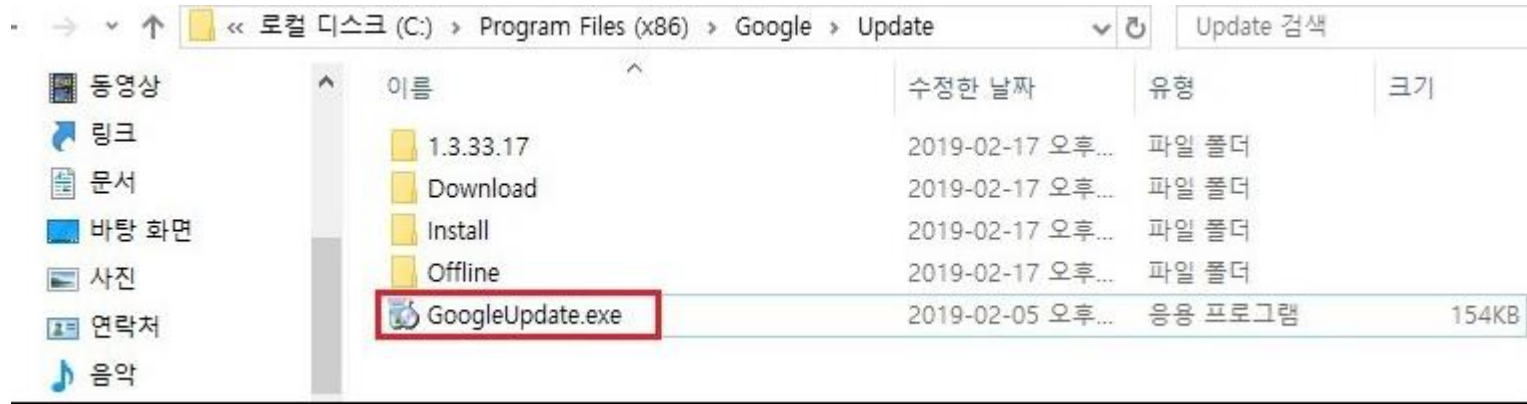 « 로컬 디스크 (C:) › Program Files (x86) › Google › Update Update 검색
동영상
링크
문서
바탕 화면
사진
연락처
음악
이름 수정한 날짜 유형 크기
1.3.33.17 2019-02-17 오후... 파일 폴더
Download 2019-02-17 오후... 파일 폴더
Install 2019-02-17 오후... 파일 폴더
Offline 2019-02-17 오후... 파일 폴더
GoogleUpdate.exe 2019-02-05 오후... 응용 프로그램 154KB